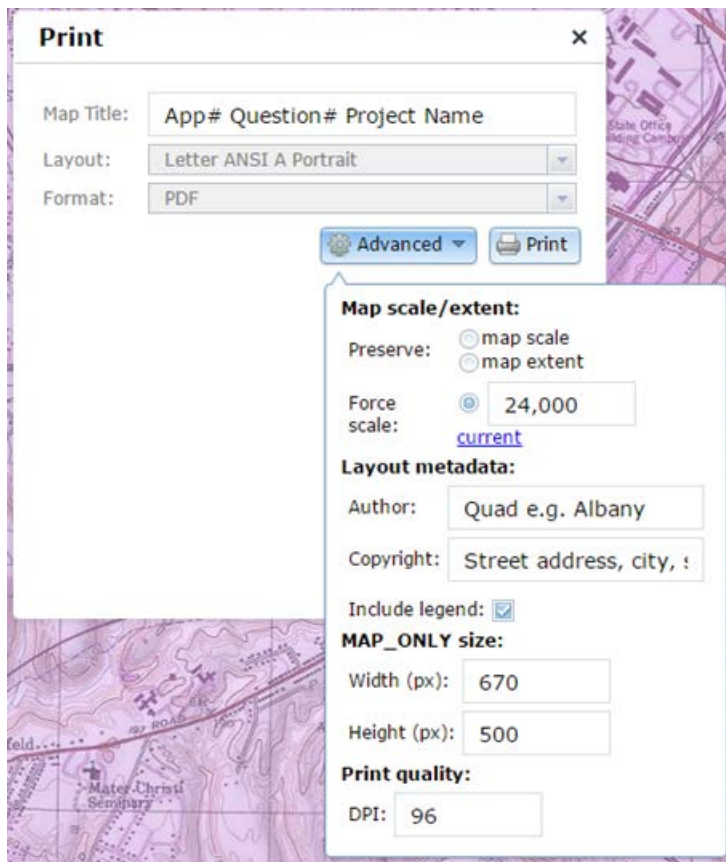 Print ×
A L
State Office
Building Campus
Map Title: App# Question# Project Name
Layout: Letter ANSI A Portrait
Format: PDF
Advanced Print
Map scale/extent:
Preserve: map scale
map extent
Force scale: 24,000
current
Layout metadata:
Author: Quad e.g. Albany
Copyright: Street address, city, s
Include legend:
MAP_ONLY size:
Width (px): 670
Height (px): 500
Print quality:
DPI: 96
ROAD
feld
Mater Christi
Seminary